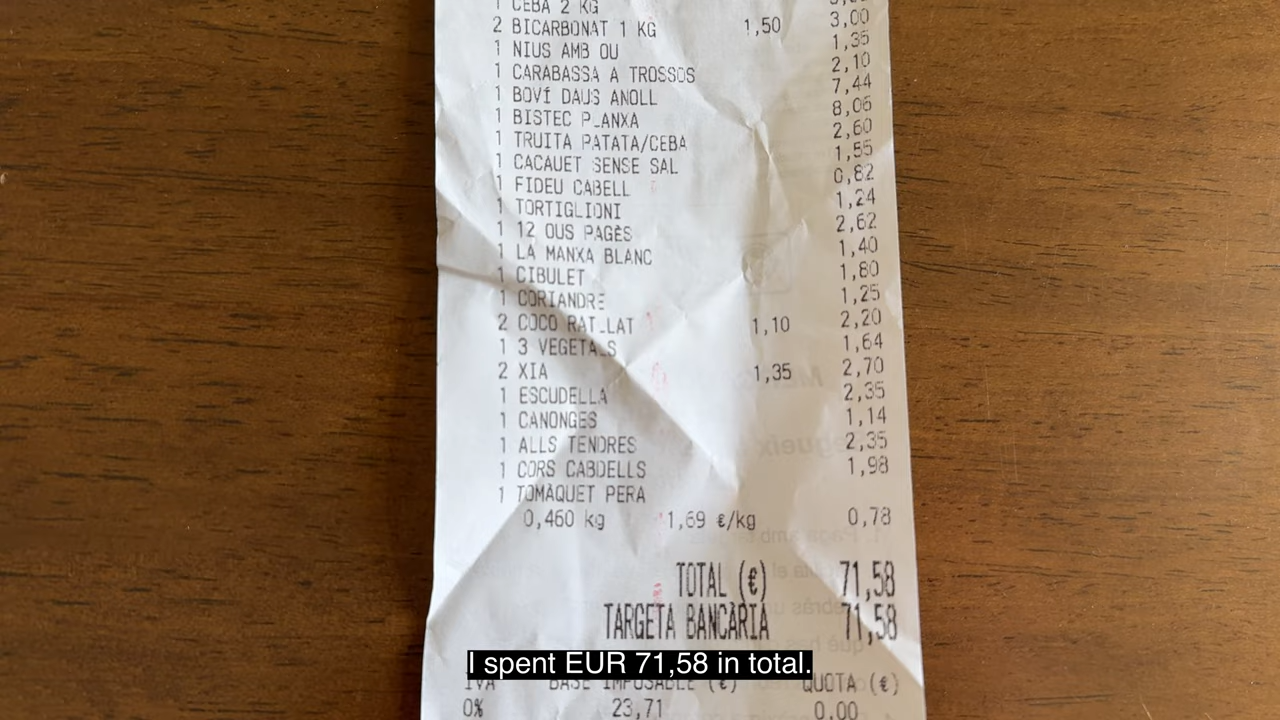 1 CEBA 2 KG
2 BICARBONAT 1 KG 1,50 3,00
1 NIUS AMB OU 1,35
1 CARABASSA A TROSSOS 2,10
1 BOVÍ DAUS ANOLL 7,44
1 BISTEC PLANXA 8,06
1 TRUITA PATATA/CEBA 2,60
1 CACAUET SENSE SAL 1,55
1 FIDEU CABELL 0,82
1 TORTIGLIONI 1,24
1 12 OUS PAGÈS 2,62
1 LA MANXA BLANC 1,40
1 CIBULET 1,80
1 CORIANDRE 1,25
2 COCO RATLLAT 1,10 2,20
1 3 VEGETALS 1,64
2 XIA 1,35 2,70
1 ESCUDELLA 2,35
1 CANONGES 1,14
1 ALLS TENDRES 2,35
1 CORS CABDELLS 1,98
1 TOMÀQUET PERA
0,460 kg 1,69 €/kg 0,78
TOTAL (€) 71,58
TARGETA BANCÀRIA 71,58
I spent EUR 71,58 in total.
IVA BASE IMPOSABLE (€) QUOTA (€)
0% 23,71 0,00